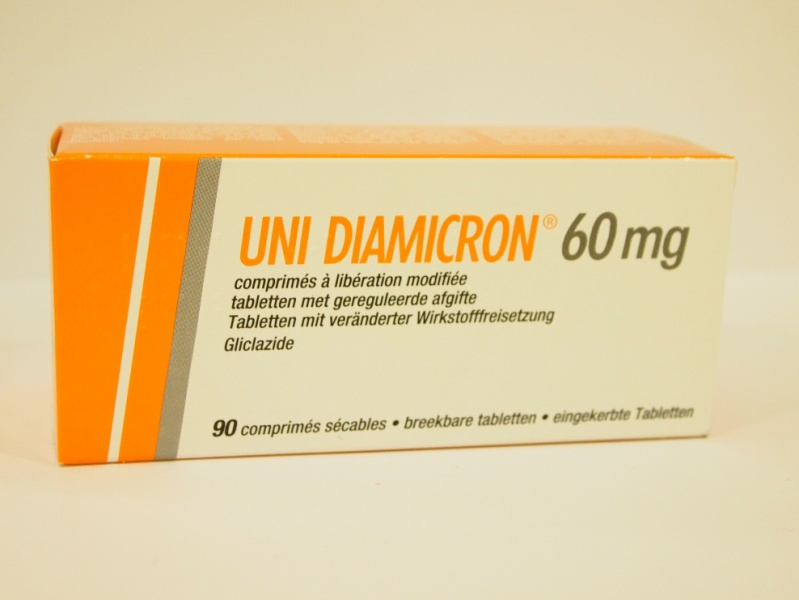 UNI DIAMICRON® 60 mg
comprimés à libération modifiée
tabletten met gereguleerde afgifte
Tabletten mit veränderter Wirkstofffreisetzung
Gliclazide
90 comprimés sécables • breekbare tabletten • eingekerbte Tabletten